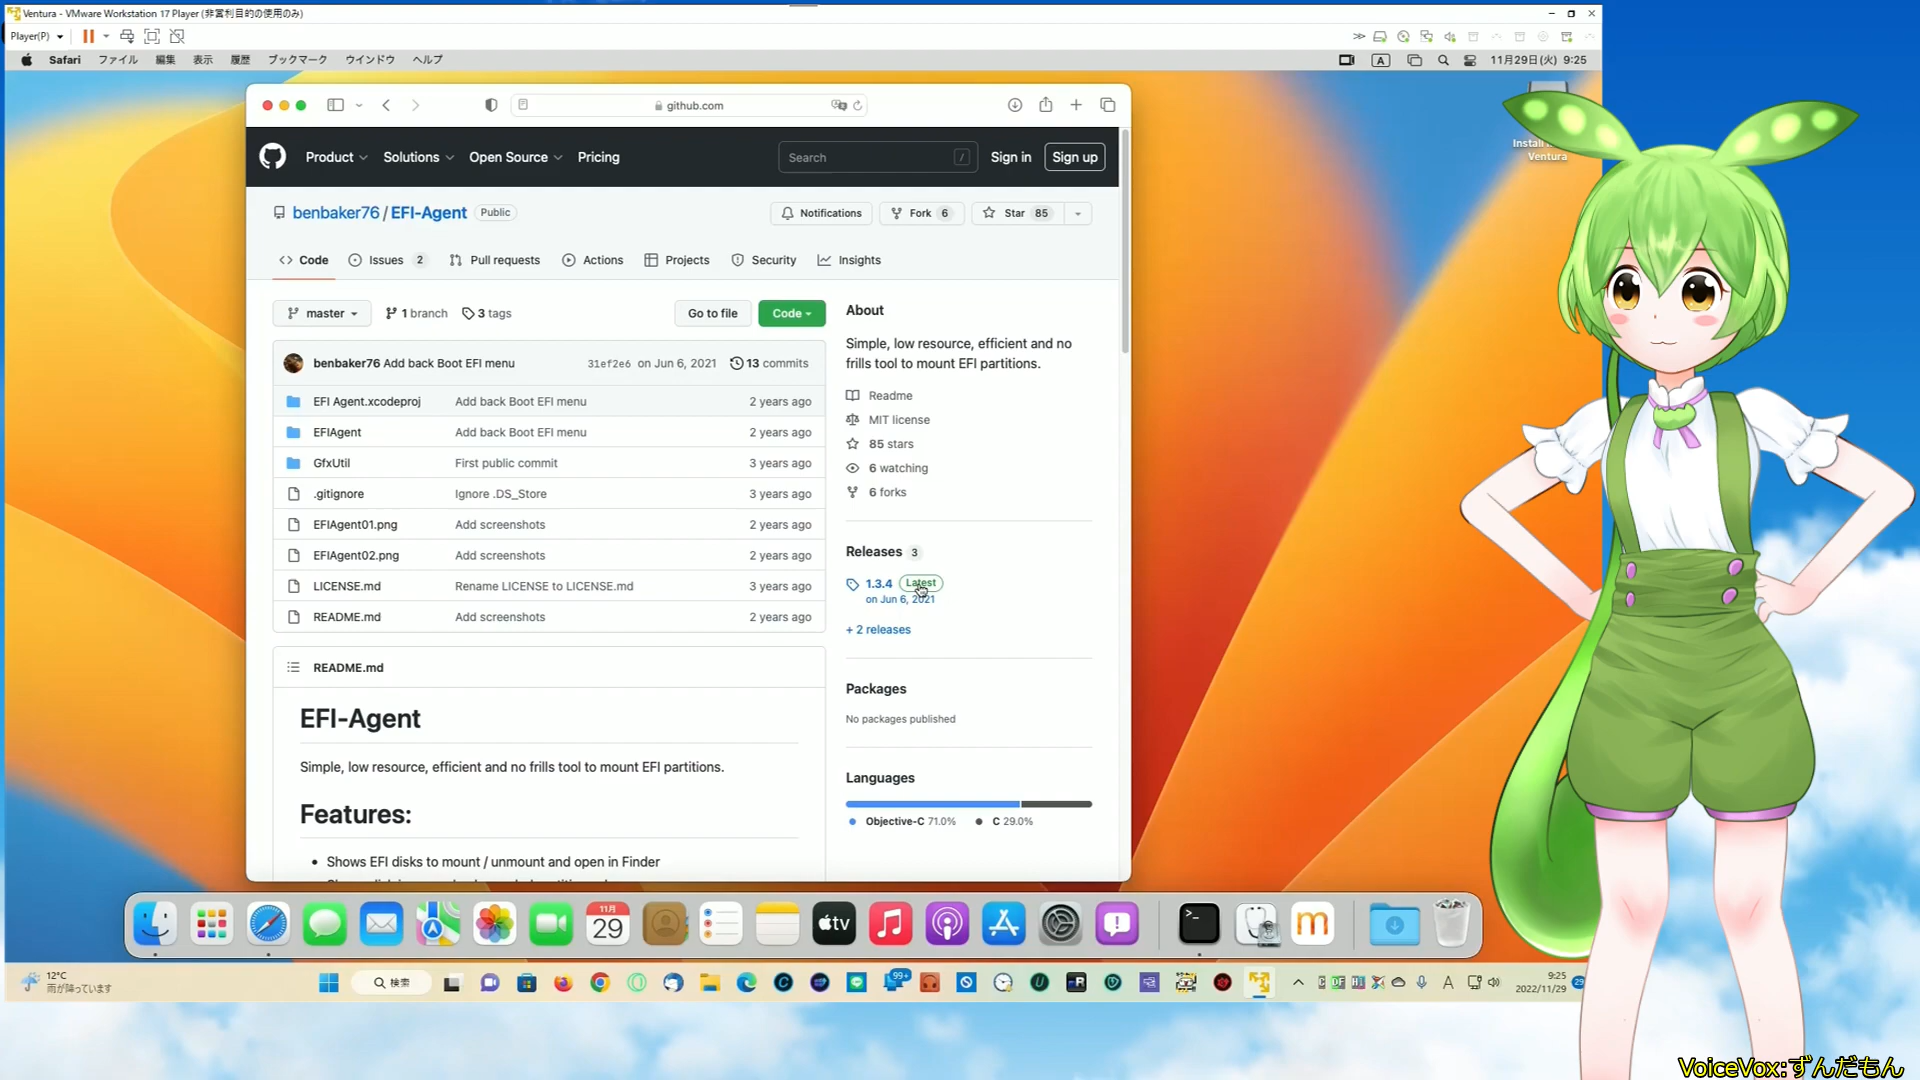 Ventura - VMware Workstation 17 Player (非営利目的の使用のみ)
Player(P)
Safari ファイル 編集 表示 履歴 ブックマーク ウインドウ ヘルプ
A 11月29日(火) 9:25
github.com
Product Solutions Open Source Pricing
Search / Sign in Sign up
Install
Ventura
benbaker76 / EFI-Agent Public
Notifications Fork 6 Star 85
Code Issues 2 Pull requests Actions Projects Security Insights
master 1 branch 3 tags Go to file Code
benbaker76 Add back Boot EFI menu 31ef2e6 on Jun 6, 2021 13 commits
EFI Agent.xcodeproj Add back Boot EFI menu 2 years ago
EFIAgent Add back Boot EFI menu 2 years ago
GfxUtil First public commit 3 years ago
.gitignore Ignore .DS_Store 3 years ago
EFIAgent01.png Add screenshots 2 years ago
EFIAgent02.png Add screenshots 2 years ago
LICENSE.md Rename LICENSE to LICENSE.md 3 years ago
README.md Add screenshots 2 years ago
README.md
EFI-Agent
Simple, low resource, efficient and no frills tool to mount EFI partitions.
Features:
• Shows EFI disks to mount / unmount and open in Finder
About
Simple, low resource, efficient and no
frills tool to mount EFI partitions.
Readme
MIT license
85 stars
6 watching
6 forks
Releases 3
1.3.4 Latest
on Jun 6, 2021
+ 2 releases
Packages
No packages published
Languages
Objective-C 71.0% C 29.0%
11月
29
tv
12°C
雨が降っています
検索
99+
A
9:25
2022/11/29
29
VoiceVox:ずんだもん